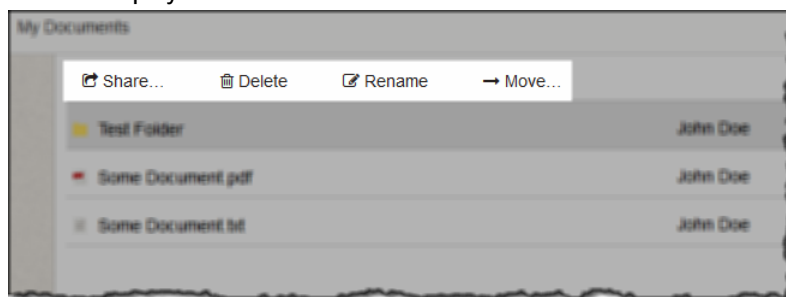 My Documents
Share... Delete Rename Move...
Test Folder John Doe
Some Document.pdf John Doe
Some Document.txt John Doe